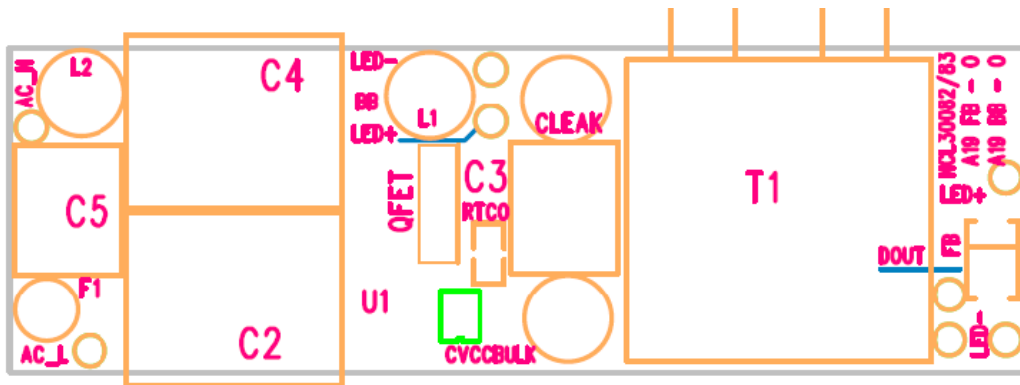 AC_N
L2
C4
LED-
BB
LED+
L1
CLEAK
NCL30082/83
A19 FB - 0
A19 BB - 0
C5
QFET
C3
RTCO
T1
LED+
F1
U1
DOUT
FB
AC_L
C2
CVCCBULK
LED-